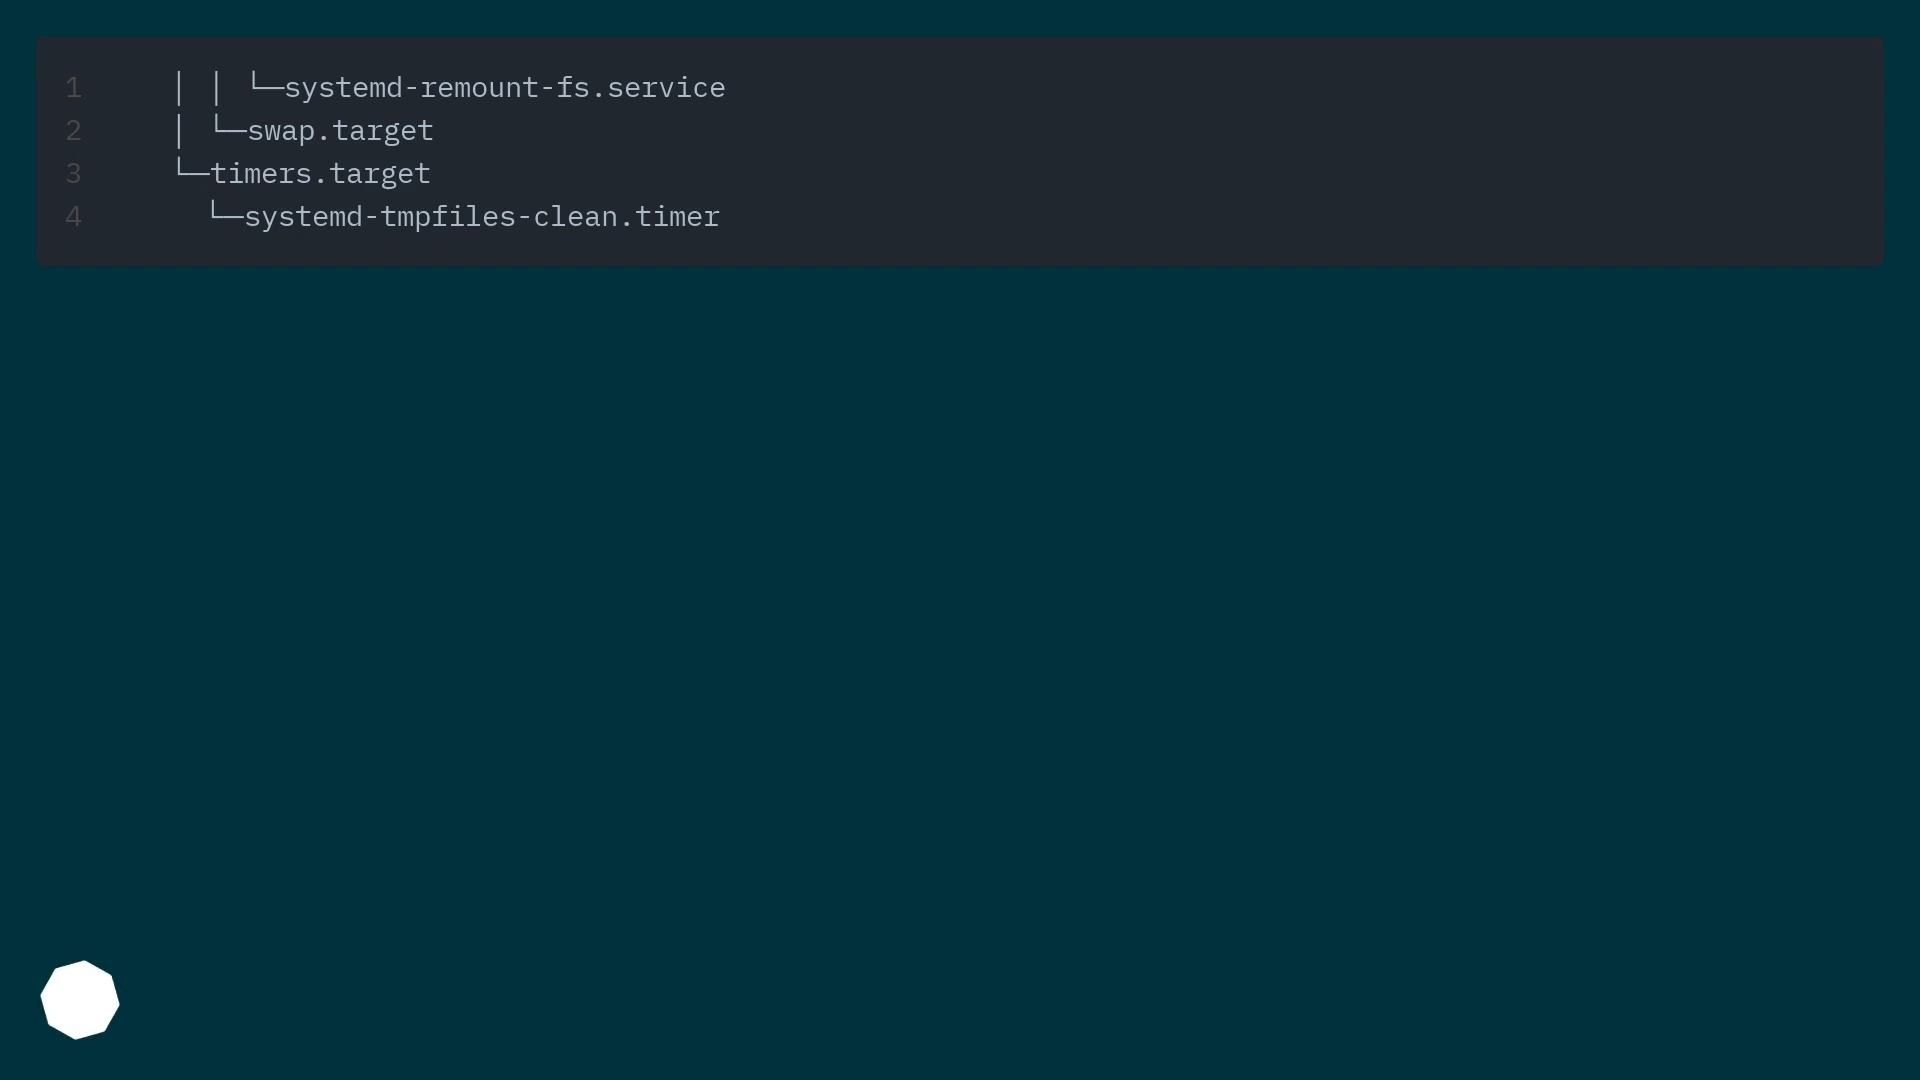 1 │ │ └─systemd-remount-fs.service
2 │ └─swap.target
3 └─timers.target
4   └─systemd-tmpfiles-clean.timer